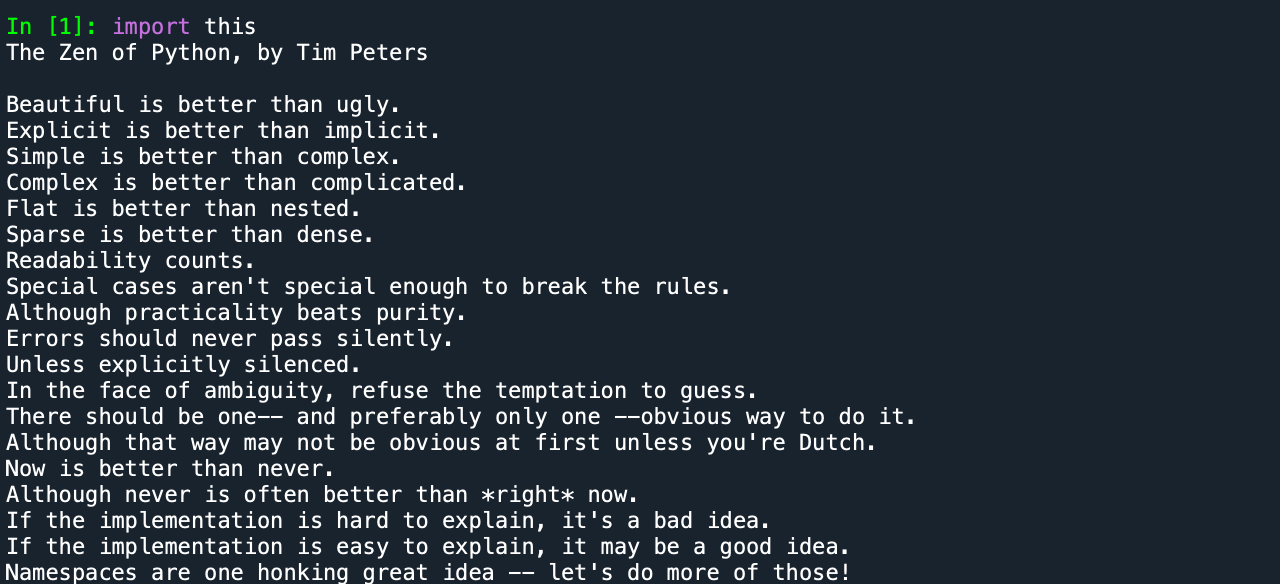 In [1]: import this
The Zen of Python, by Tim Peters

Beautiful is better than ugly.
Explicit is better than implicit.
Simple is better than complex.
Complex is better than complicated.
Flat is better than nested.
Sparse is better than dense.
Readability counts.
Special cases aren't special enough to break the rules.
Although practicality beats purity.
Errors should never pass silently.
Unless explicitly silenced.
In the face of ambiguity, refuse the temptation to guess.
There should be one-- and preferably only one --obvious way to do it.
Although that way may not be obvious at first unless you're Dutch.
Now is better than never.
Although never is often better than *right* now.
If the implementation is hard to explain, it's a bad idea.
If the implementation is easy to explain, it may be a good idea.
Namespaces are one honking great idea -- let's do more of those!